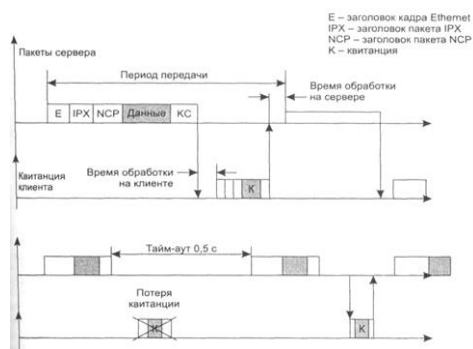 E – заголовок кадра Ethernet
IPX – заголовок пакета IPX
NCP – заголовок пакета NCP
K – квитанция
Пакеты сервера
Период передачи
Время обработки
на сервере
E IPX NCP Данные КС
Квитанция
клиента
Время обработки
на клиенте
К
Тайм-аут 0,5 с
Потеря
квитанции
К
К